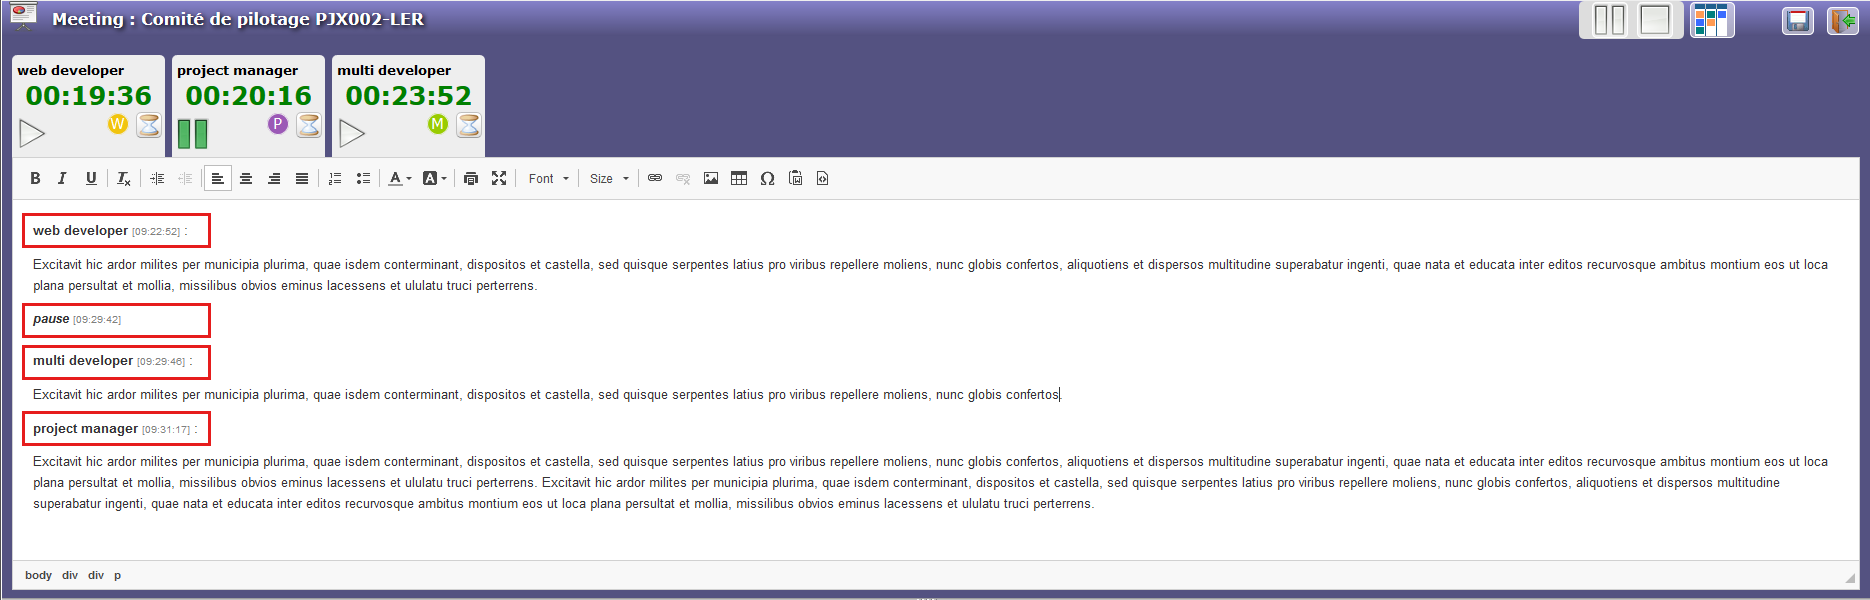 Meeting : Comité de pilotage PJX002-LER
web developer
00:19:36
W
project manager
00:20:16
P
multi developer
00:23:52
M
B I U Tx A A Font Size Ω
web developer [09:22:52] :
Excitavit hic ardor milites per municipia plurima, quae isdem conterminant, dispositos et castella, sed quisque serpentes latius pro viribus repellere moliens, nunc globis confertos, aliquotiens et dispersos multitudine superabatur ingenti, quae nata et educata inter editos recurvosque ambitus montium eos ut loca
plana persultat et mollia, missilibus obvios eminus lacessens et ululatu truci perterrens.
pause [09:29:42]
multi developer [09:29:46] :
Excitavit hic ardor milites per municipia plurima, quae isdem conterminant, dispositos et castella, sed quisque serpentes latius pro viribus repellere moliens, nunc globis confertos
project manager [09:31:17] :
Excitavit hic ardor milites per municipia plurima, quae isdem conterminant, dispositos et castella, sed quisque serpentes latius pro viribus repellere moliens, nunc globis confertos, aliquotiens et dispersos multitudine superabatur ingenti, quae nata et educata inter editos recurvosque ambitus montium eos ut loca
plana persultat et mollia, missilibus obvios eminus lacessens et ululatu truci perterrens. Excitavit hic ardor milites per municipia plurima, quae isdem conterminant, dispositos et castella, sed quisque serpentes latius pro viribus repellere moliens, nunc globis confertos, aliquotiens et dispersos multitudine
superabatur ingenti, quae nata et educata inter editos recurvosque ambitus montium eos ut loca plana persultat et mollia, missilibus obvios eminus lacessens et ululatu truci perterrens.
body div div p